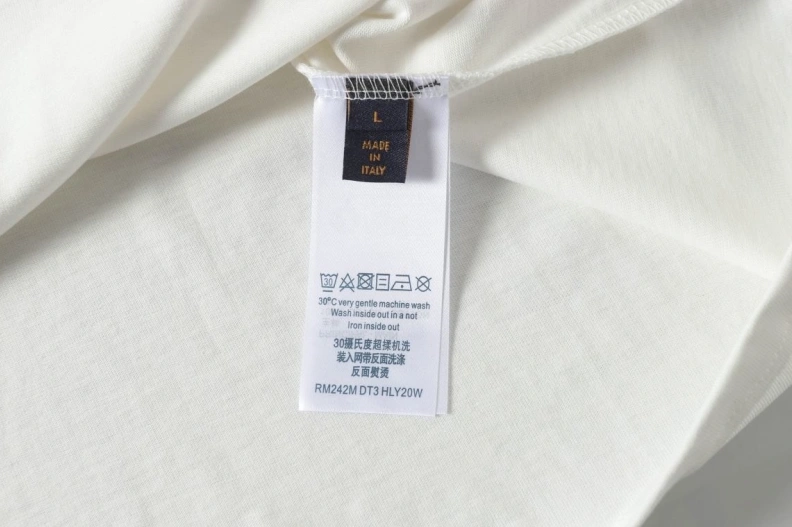 L
MADE
IN
ITALY
30
30°C very gentle machine wash
Wash inside out in a not
Iron inside out
30摄氏度超揉机洗
装入网带反面洗涤
反面熨烫
RM242M DT3 HLY20W